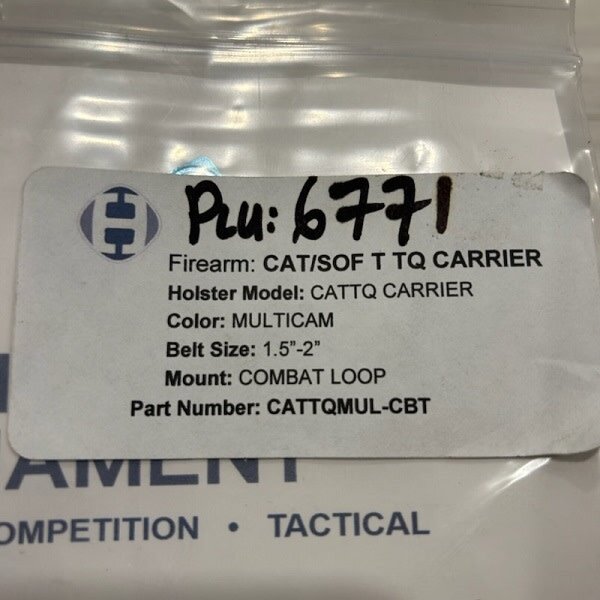 PLU: 6771
Firearm: CAT/SOF T TQ CARRIER
Holster Model: CATTQ CARRIER
Color: MULTICAM
Belt Size: 1.5"-2"
Mount: COMBAT LOOP
Part Number: CATTQMUL-CBT
AMENT
OMPETITION • TACTICAL